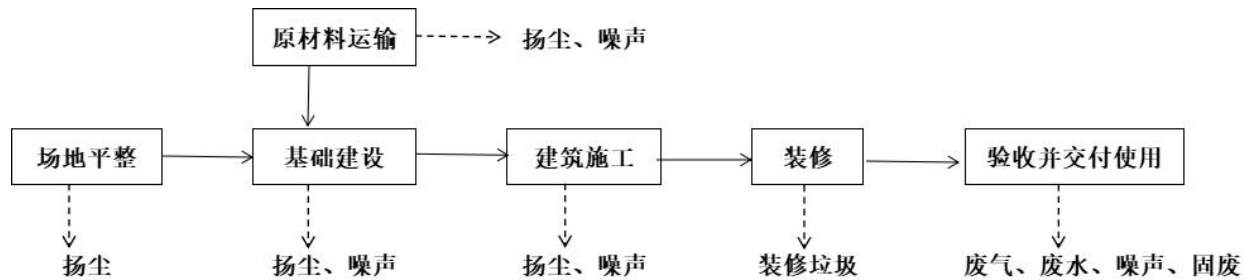 原材料运输
扬尘、噪声
场地平整
基础建设
建筑施工
装修
验收并交付使用
扬尘
扬尘、噪声
扬尘、噪声
装修垃圾
废气、废水、噪声、固废